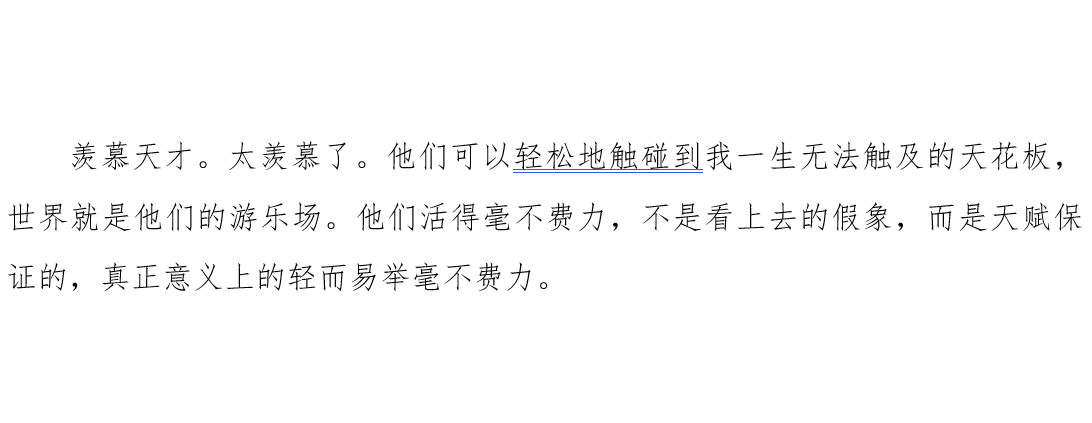 羡慕天才。太羡慕了。他们可以轻松地触碰到我一生无法触及的天花板，
世界就是他们的游乐场。他们活得毫不费力，不是看上去的假象，而是天赋保
证的，真正意义上的轻而易举毫不费力。